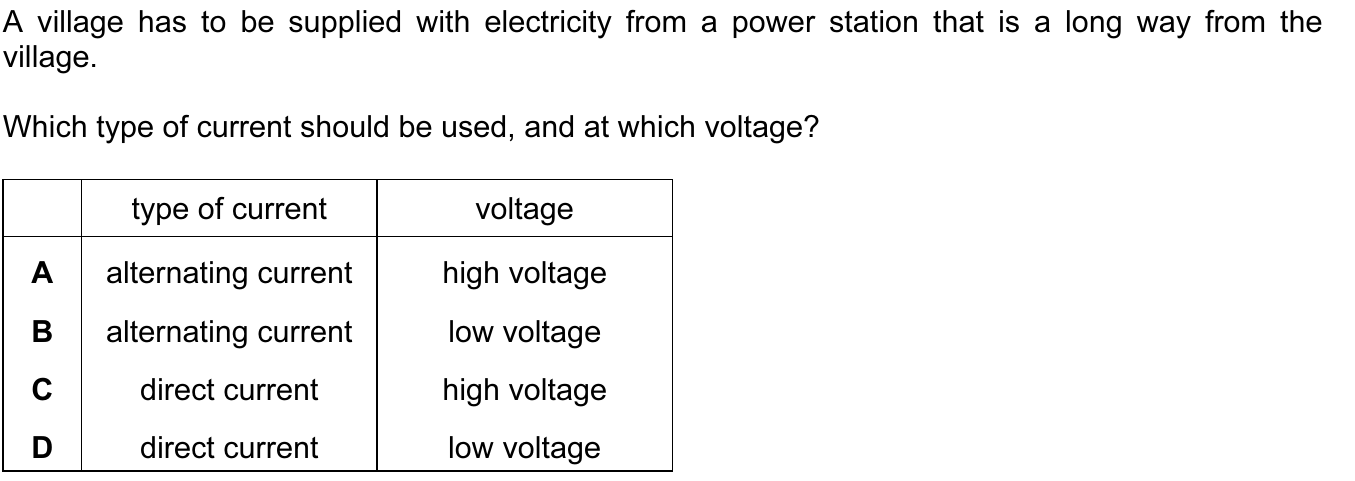 A village has to be supplied with electricity from a power station that is a long way from the
village.
Which type of current should be used, and at which voltage?
type of current voltage
A alternating current high voltage
B alternating current low voltage
C direct current high voltage
D direct current low voltage